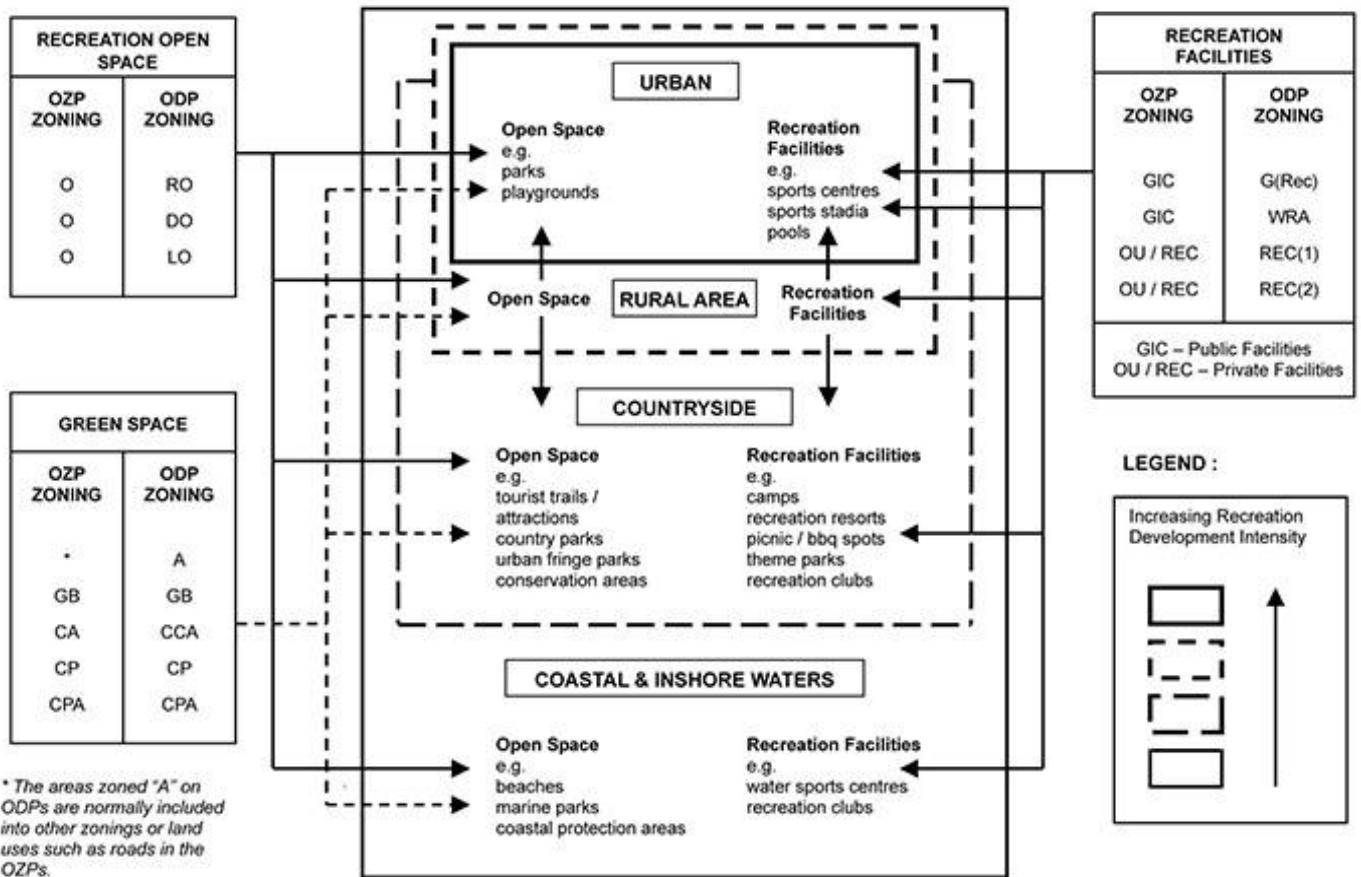 RECREATION OPEN
SPACE
OZP
ZONING
ODP
ZONING
O
RO
O
DO
O
LO
GREEN SPACE
OZP
ZONING
ODP
ZONING
*
A
GB
GB
CA
CCA
CP
CP
CPA
CPA
* The areas zoned "A" on
ODPs are normally included
into other zonings or land
uses such as roads in the
OZPs.
URBAN
Open Space
e.g.
parks
playgrounds
Recreation
Facilities
e.g.
sports centres
sports stadia
pools
Open Space
RURAL AREA
Recreation
Facilities
COUNTRYSIDE
Open Space
e.g.
tourist trails /
attractions
country parks
urban fringe parks
conservation areas
Recreation Facilities
e.g.
camps
recreation resorts
picnic / bbq spots
theme parks
recreation clubs
COASTAL & INSHORE WATERS
Open Space
e.g.
beaches
marine parks
coastal protection areas
Recreation Facilities
e.g.
water sports centres
recreation clubs
RECREATION
FACILITIES
OZP
ZONING
ODP
ZONING
GIC
G(Rec)
GIC
WRA
OU / REC
REC(1)
OU / REC
REC(2)
GIC – Public Facilities
OU / REC – Private Facilities
LEGEND :
Increasing Recreation
Development Intensity